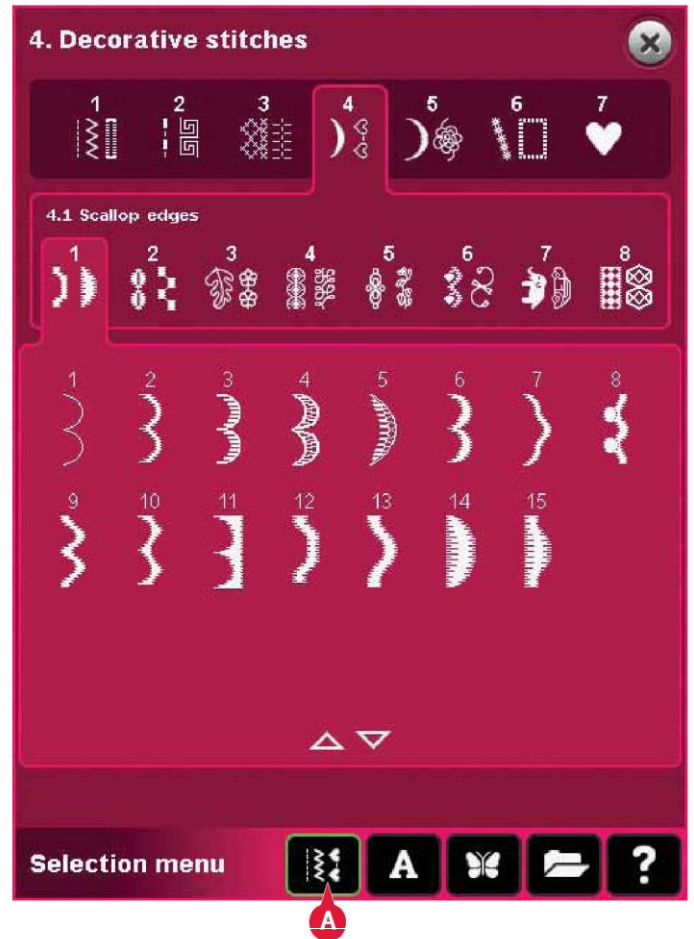 4. Decorative stitches
1 2 3 4 5 6 7
4.1 Scallop edges
1 2 3 4 5 6 7 8
1 2 3 4 5 6 7 8
9 10 11 12 13 14 15
Selection menu A ?
A